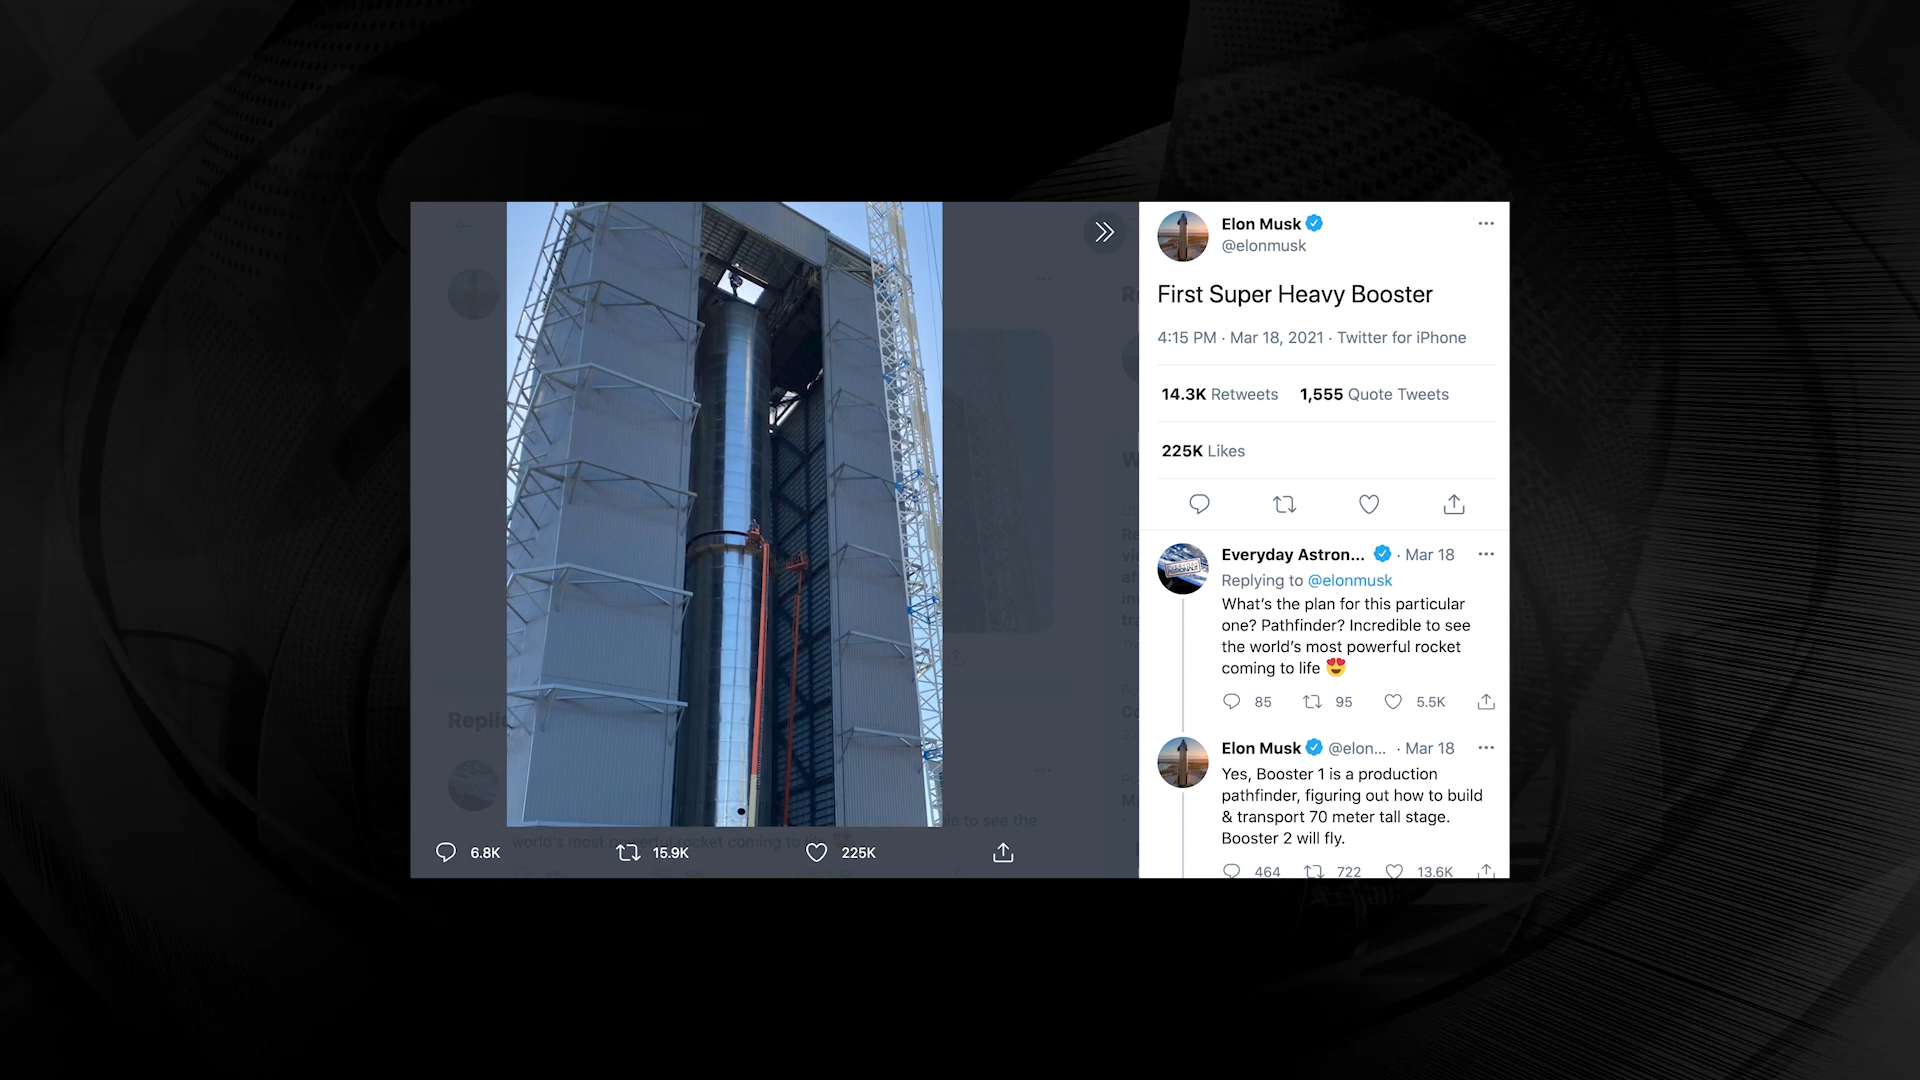 Elon Musk
@elonmusk
First Super Heavy Booster
4:15 PM · Mar 18, 2021 · Twitter for iPhone
14.3K Retweets 1,555 Quote Tweets
225K Likes
Everyday Astron... · Mar 18
Replying to @elonmusk
What's the plan for this particular
one? Pathfinder? Incredible to see
the world's most powerful rocket
coming to life 😍
85 95 5.5K
Elon Musk @elon... · Mar 18
Yes, Booster 1 is a production
pathfinder, figuring out how to build
& transport 70 meter tall stage.
Booster 2 will fly.
464 722 13.6K
6.8K 15.9K 225K